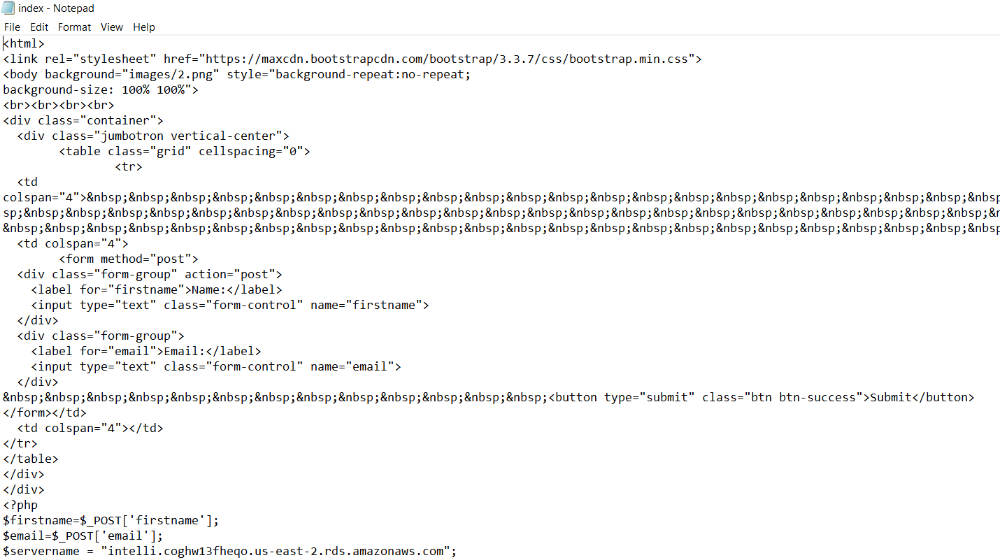 index - Notepad
File Edit Format View Help
<html>
<link rel="stylesheet" href="https://maxcdn.bootstrapcdn.com/bootstrap/3.3.7/css/bootstrap.min.css">
<body background="images/2.png" style="background-repeat:no-repeat;
background-size: 100% 100%">
<br><br><br><br>
<div class="container">
<div class="jumbotron vertical-center">
<table class="grid" cellspacing="0">
<tr>
<td
colspan="4">&nbsp;&nbsp;&nbsp;&nbsp;&nbsp;&nbsp;&nbsp;&nbsp;&nbsp;&nbsp;&nbsp;&nbsp;&nbsp;&nbsp;&nbsp;&nbsp;&nbsp;&nbsp;&nbsp;&nbsp;&nbsp;&nbsp
sp;&nbsp;&nbsp;&nbsp;&nbsp;&nbsp;&nbsp;&nbsp;&nbsp;&nbsp;&nbsp;&nbsp;&nbsp;&nbsp;&nbsp;&nbsp;&nbsp;&nbsp;&nbsp;&nbsp;&nbsp;&nbsp;&nbsp;&nbsp;&n
&nbsp;&nbsp;&nbsp;&nbsp;&nbsp;&nbsp;&nbsp;&nbsp;&nbsp;&nbsp;&nbsp;&nbsp;&nbsp;&nbsp;&nbsp;&nbsp;&nbsp;&nbsp;&nbsp;&nbsp;&nbsp;&nbsp;&nbsp;&nbsp
<td colspan="4">
<form method="post">
<div class="form-group" action="post">
<label for="firstname">Name:</label>
<input type="text" class="form-control" name="firstname">
</div>
<div class="form-group">
<label for="email">Email:</label>
<input type="text" class="form-control" name="email">
</div>
&nbsp;&nbsp;&nbsp;&nbsp;&nbsp;&nbsp;&nbsp;&nbsp;&nbsp;&nbsp;&nbsp;&nbsp;&nbsp;<button type="submit" class="btn btn-success">Submit</button>
</form></td>
<td colspan="4"></td>
</tr>
</table>
</div>
</div>
<?php
$firstname=$_POST['firstname'];
$email=$_POST['email'];
$servername = "intelli.coghw13fheqo.us-east-2.rds.amazonaws.com";